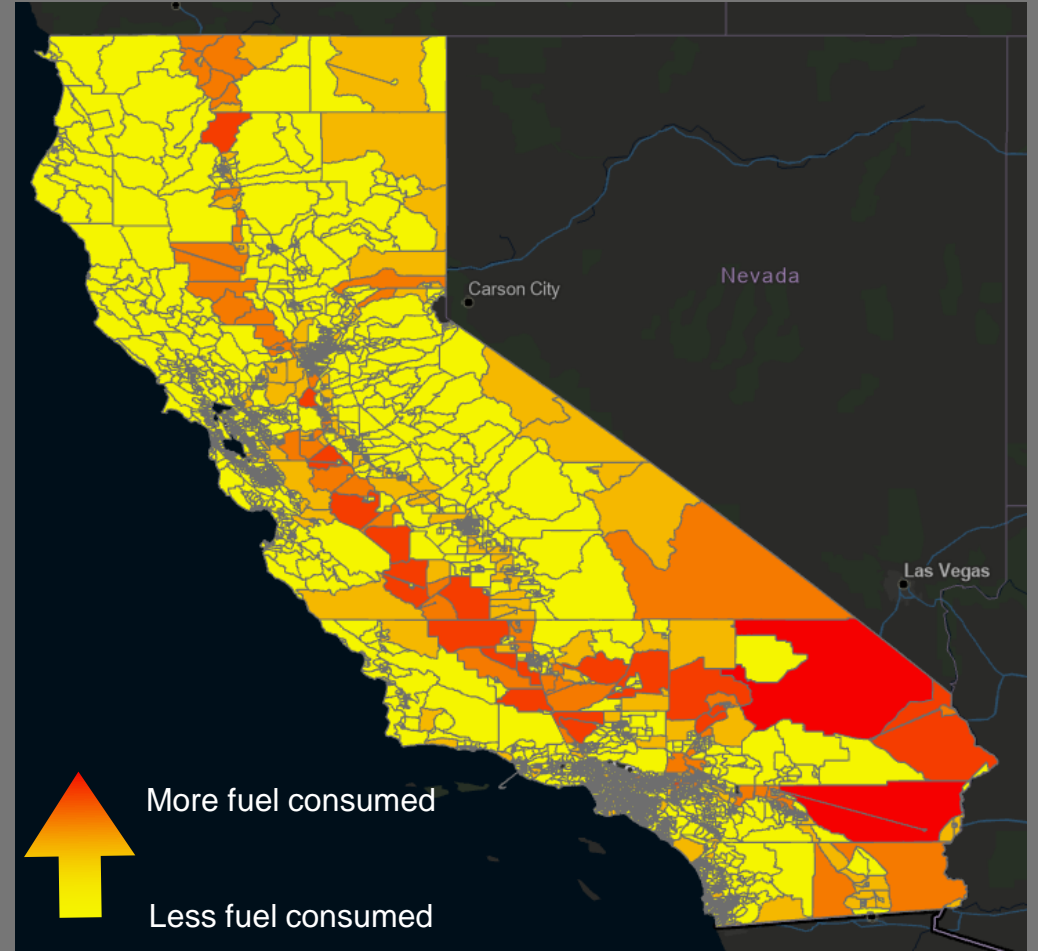 Carson City
Nevada
Las Vegas
More fuel consumed
Less fuel consumed